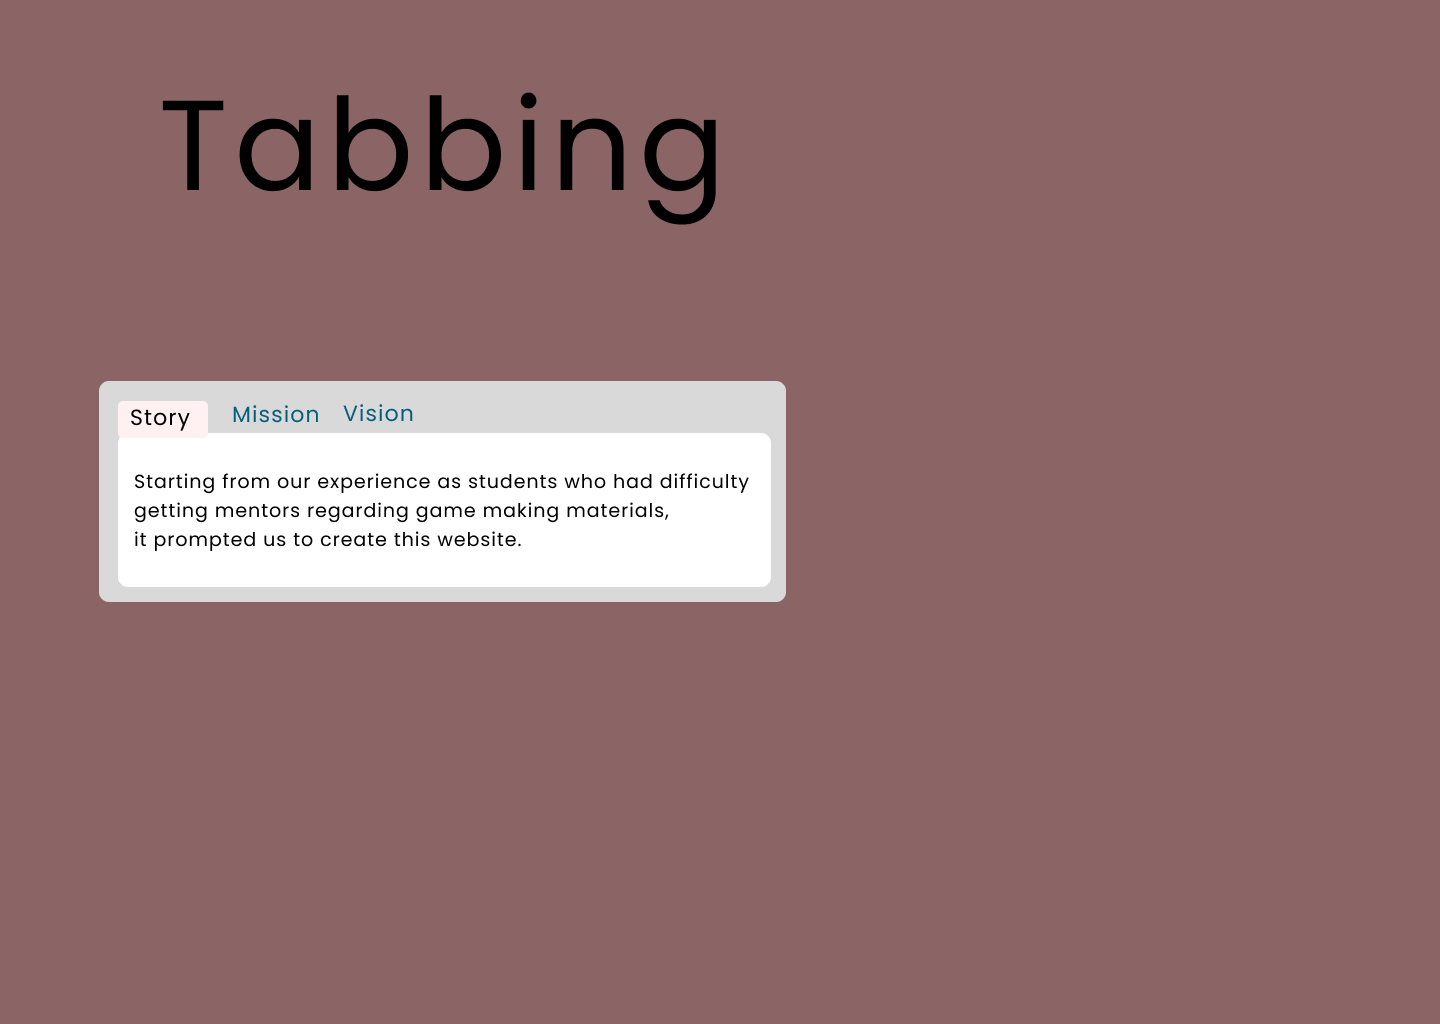 Tabbing
Story Mission Vision
Starting from our experience as students who had difficulty
getting mentors regarding game making materials,
it prompted us to create this website.